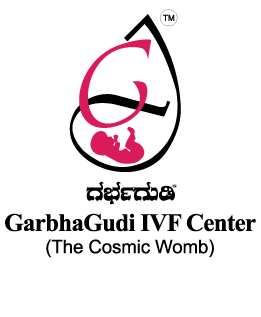 TM
ಗರ್ಭಗುಡಿ
GarbhaGudi IVF Center
(The Cosmic Womb)